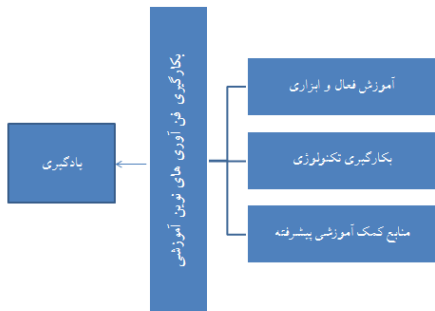 آموزش فعال و ابزاری
بکارگیری تکنولوژی
منابع کمک آموزشی پیشرفته
بکارگیری فن آوری های نوین آموزشی
یادگیری